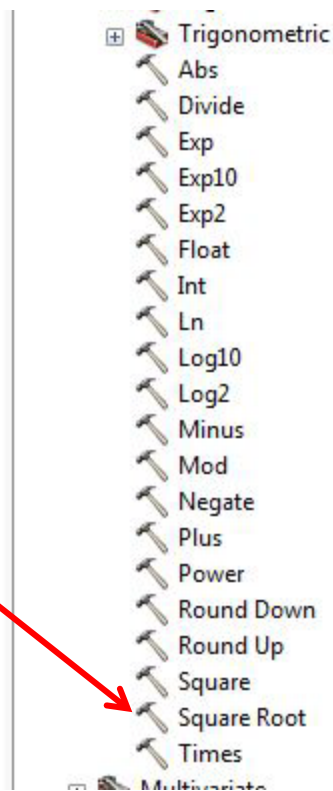 Trigonometric
Abs
Divide
Exp
Exp10
Exp2
Float
Int
Ln
Log10
Log2
Minus
Mod
Negate
Plus
Power
Round Down
Round Up
Square
Square Root
Times
Multivariate